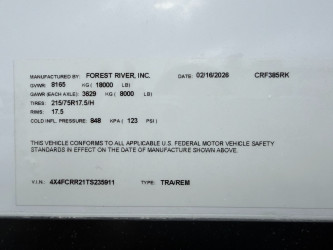 MANUFACTURED BY: FOREST RIVER, INC. DATE: 02/16/2026 CRF385RK
GVWR: 8165 KG ( 18000 LB)
GAWR (EACH AXLE): 3629 KG ( 8000 LB)
TIRES: 215/75R17.5/H
RIMS: 17.5
COLD INFL. PRESSURE: 848 KPA ( 123 PSI )
THIS VEHICLE CONFORMS TO ALL APPLICABLE U.S. FEDERAL MOTOR VEHICLE SAFETY
STANDARDS IN EFFECT ON THE DATE OF MANUFACTURE SHOWN ABOVE.
V.I.N.: 4X4FCRR21TS235911 TYPE: TRA/REM